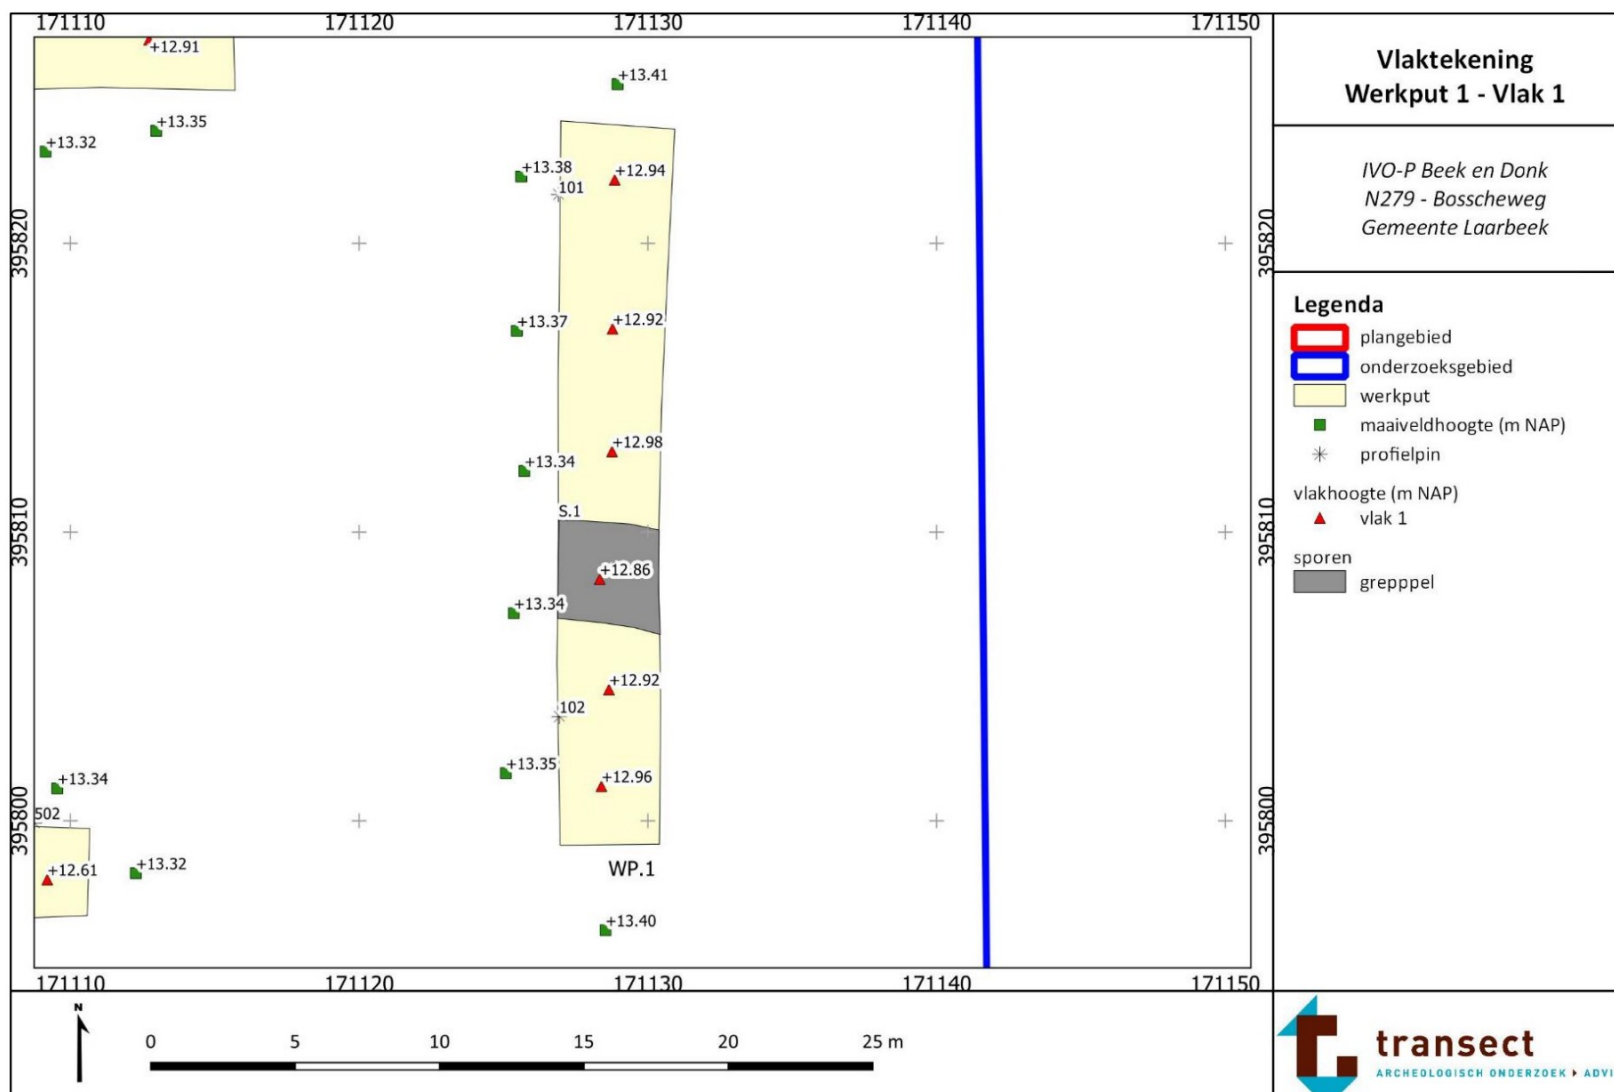 171110 171120 171130 171140 171150
+12.91
+13.41
+13.35
+13.32
+13.38
+12.94
101
395820 395820
+13.37
+12.92
+12.98
+13.34
S.1
395810 395810
+12.86
+13.34
+12.92
102
+13.35
+12.96
+13.34
502
395800 395800
+13.32
+12.61
WP.1
+13.40
171110 171120 171130 171140 171150
N
0 5 10 15 20 25 m
Vlaktekening
Werkput 1 - Vlak 1
IVO-P Beek en Donk
N279 - Bosscheweg
Gemeente Laarbeek
Legenda
plangebied
onderzoeksgebied
werkput
maaiveldhoogte (m NAP)
profielpin
vlakhoogte (m NAP)
vlak 1
sporen
grepppel
transect
ARCHEOLOGISCH ONDERZOEK ADVI